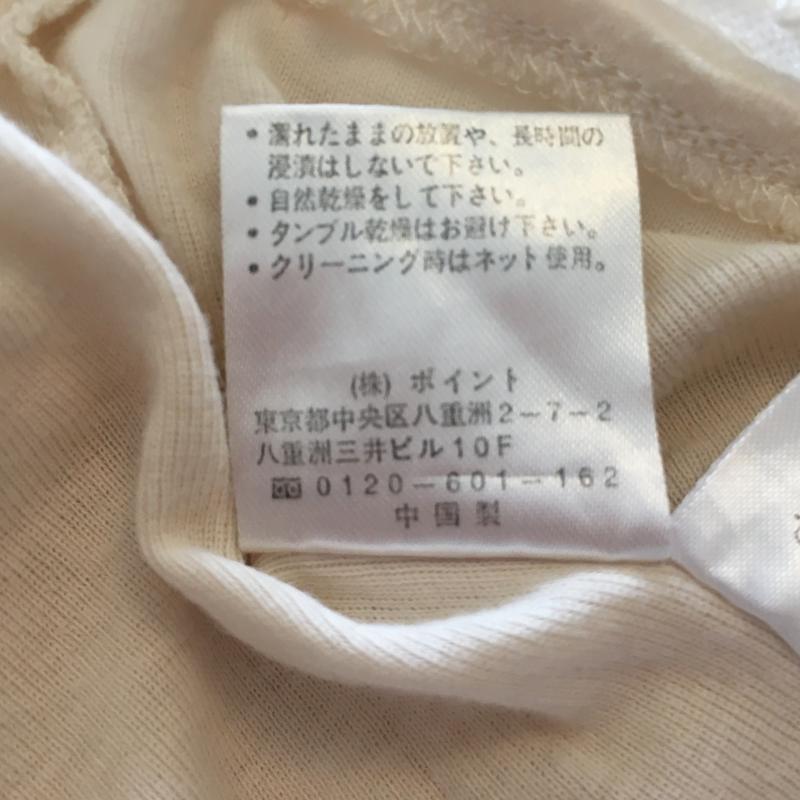 ・濡れたままの放置や、長時間の
浸漬はしないで下さい。
・自然乾燥をして下さい。
・タンブル乾燥はお避け下さい。
・クリーニング時はネット使用。
(株) ポイント
東京都中央区八重洲2-7-2
八重洲三井ビル10F
0120-601-162
中国製